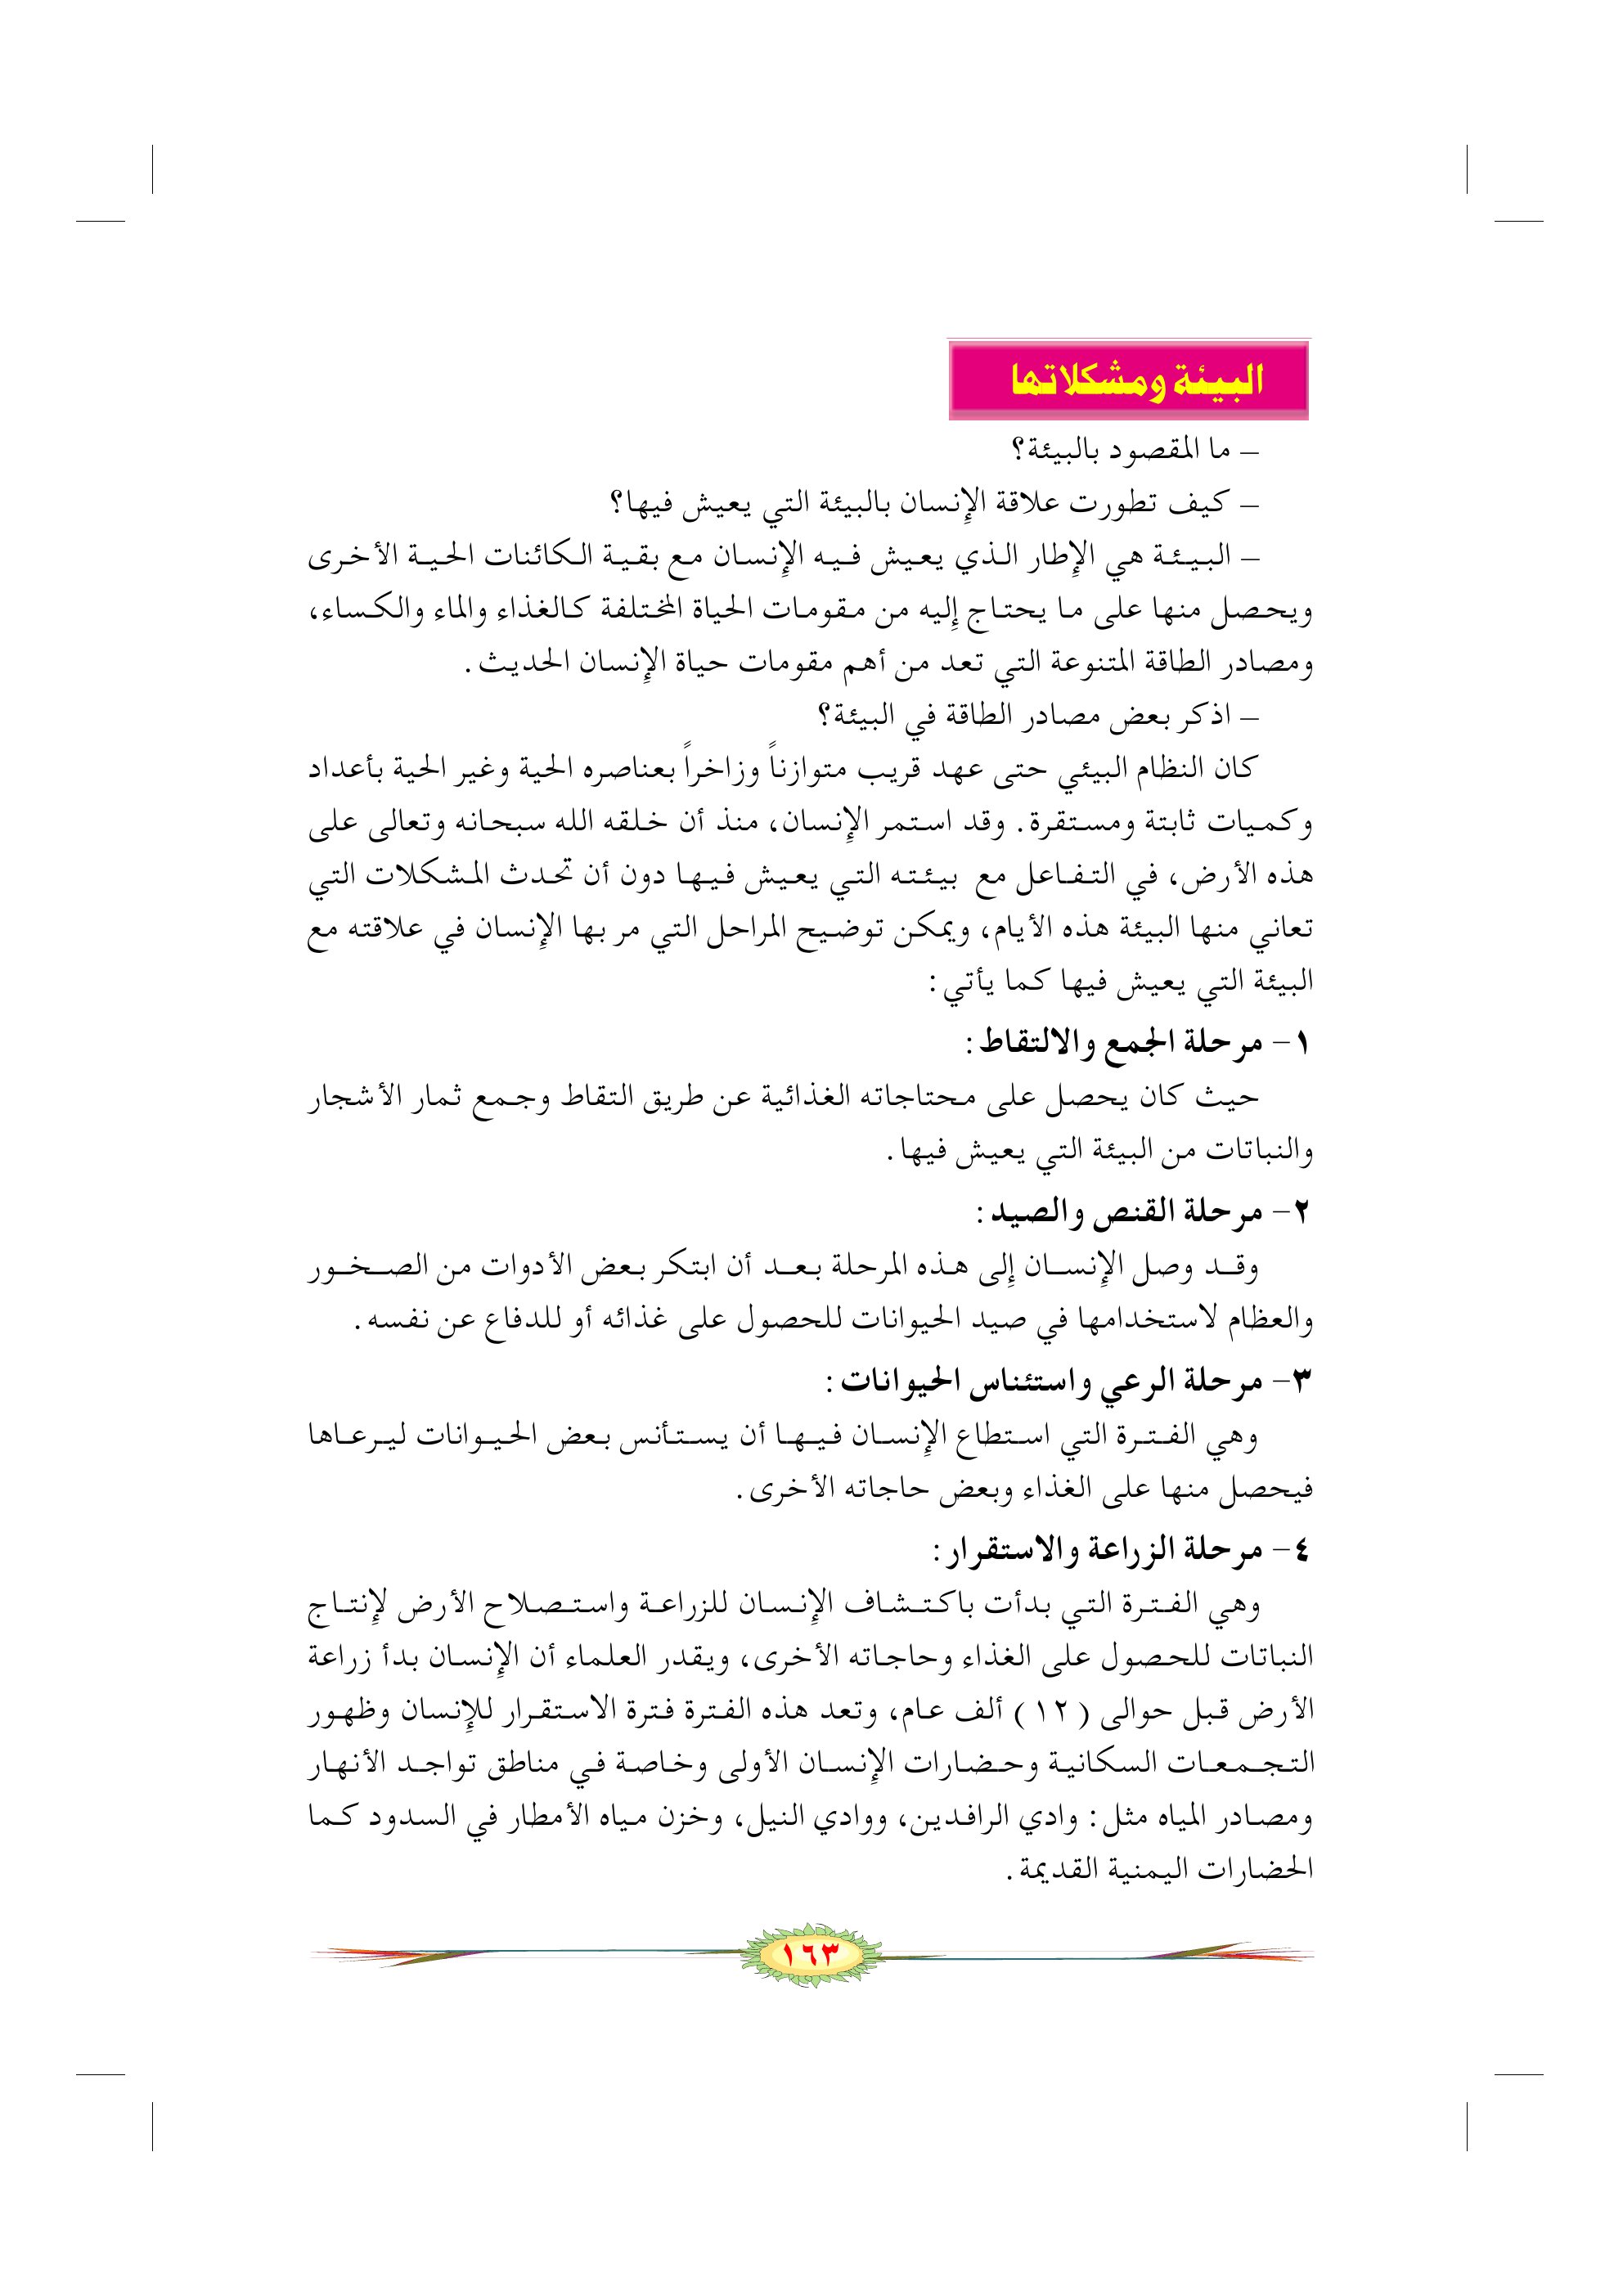 البيئة ومشكلاتها
– ما المقصود بالبيئة؟
– كيف تطورت علاقة الإنسان بالبيئة التي يعيش فيها؟
– البيئة هي الإطار الذي يعيش فيه الإنسان مع بقية الكائنات الحية الأخرى
ويحصل منها على ما يحتاج إليه من مقومات الحياة المختلفة كالغذاء والماء والكساء،
ومصادر الطاقة المتنوعة التي تعد من أهم مقومات حياة الإنسان الحديث.
– اذكر بعض مصادر الطاقة في البيئة؟
كان النظام البيئي حتى عهد قريب متوازناً وزاخراً بعناصره الحية وغير الحية بأعداد
وكميات ثابتة ومستقرة. وقد استمر الإنسان، منذ أن خلقه الله سبحانه وتعالى على
هذه الأرض، في التفاعل مع بيئته التي يعيش فيها دون أن تحدث المشكلات التي
تعاني منها البيئة هذه الأيام، ويمكن توضيح المراحل التي مر بها الإنسان في علاقته مع
البيئة التي يعيش فيها كما يأتي:
١- مرحلة الجمع والالتقاط:
حيث كان يحصل على محتاجاته الغذائية عن طريق التقاط وجمع ثمار الأشجار
والنباتات من البيئة التي يعيش فيها.
٢- مرحلة القنص والصيد:
وقد وصل الإنسان إلى هذه المرحلة بعد أن ابتكر بعض الأدوات من الصخور
والعظام لاستخدامها في صيد الحيوانات للحصول على غذائه أو للدفاع عن نفسه.
٣- مرحلة الرعي واستئناس الحيوانات:
وهي الفترة التي استطاع الإنسان فيها أن يستأنس بعض الحيوانات ليرعاها
فيحصل منها على الغذاء وبعض حاجاته الأخرى.
٤- مرحلة الزراعة والاستقرار:
وهي الفترة التي بدأت باكتشاف الإنسان للزراعة واستصلاح الأرض لإنتاج
النباتات للحصول على الغذاء وحاجاته الأخرى، ويقدر العلماء أن الإنسان بدأ زراعة
الأرض قبل حوالى (١٢) ألف عام، وتعد هذه الفترة فترة الاستقرار للإنسان وظهور
التجمعات السكانية وحضارات الإنسان الأولى وخاصة في مناطق تواجد الأنهار
ومصادر المياه مثل: وادي الرافدين، ووادي النيل، وخزن مياه الأمطار في السدود كما
الحضارات اليمنية القديمة.
١٦٣